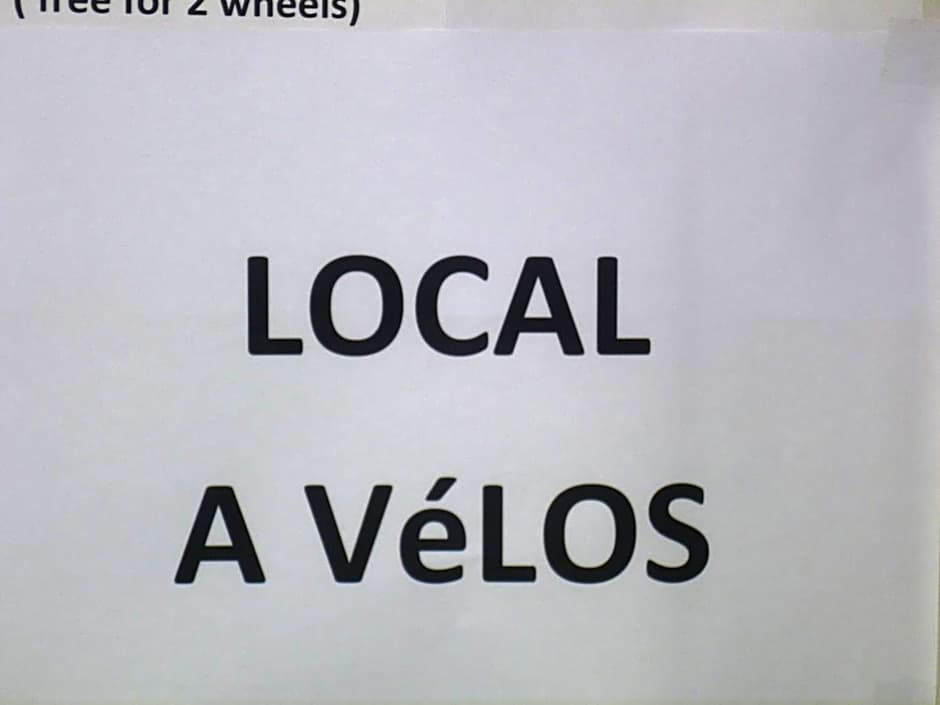 ( free for 2 wheels)
LOCAL
A VéLOS